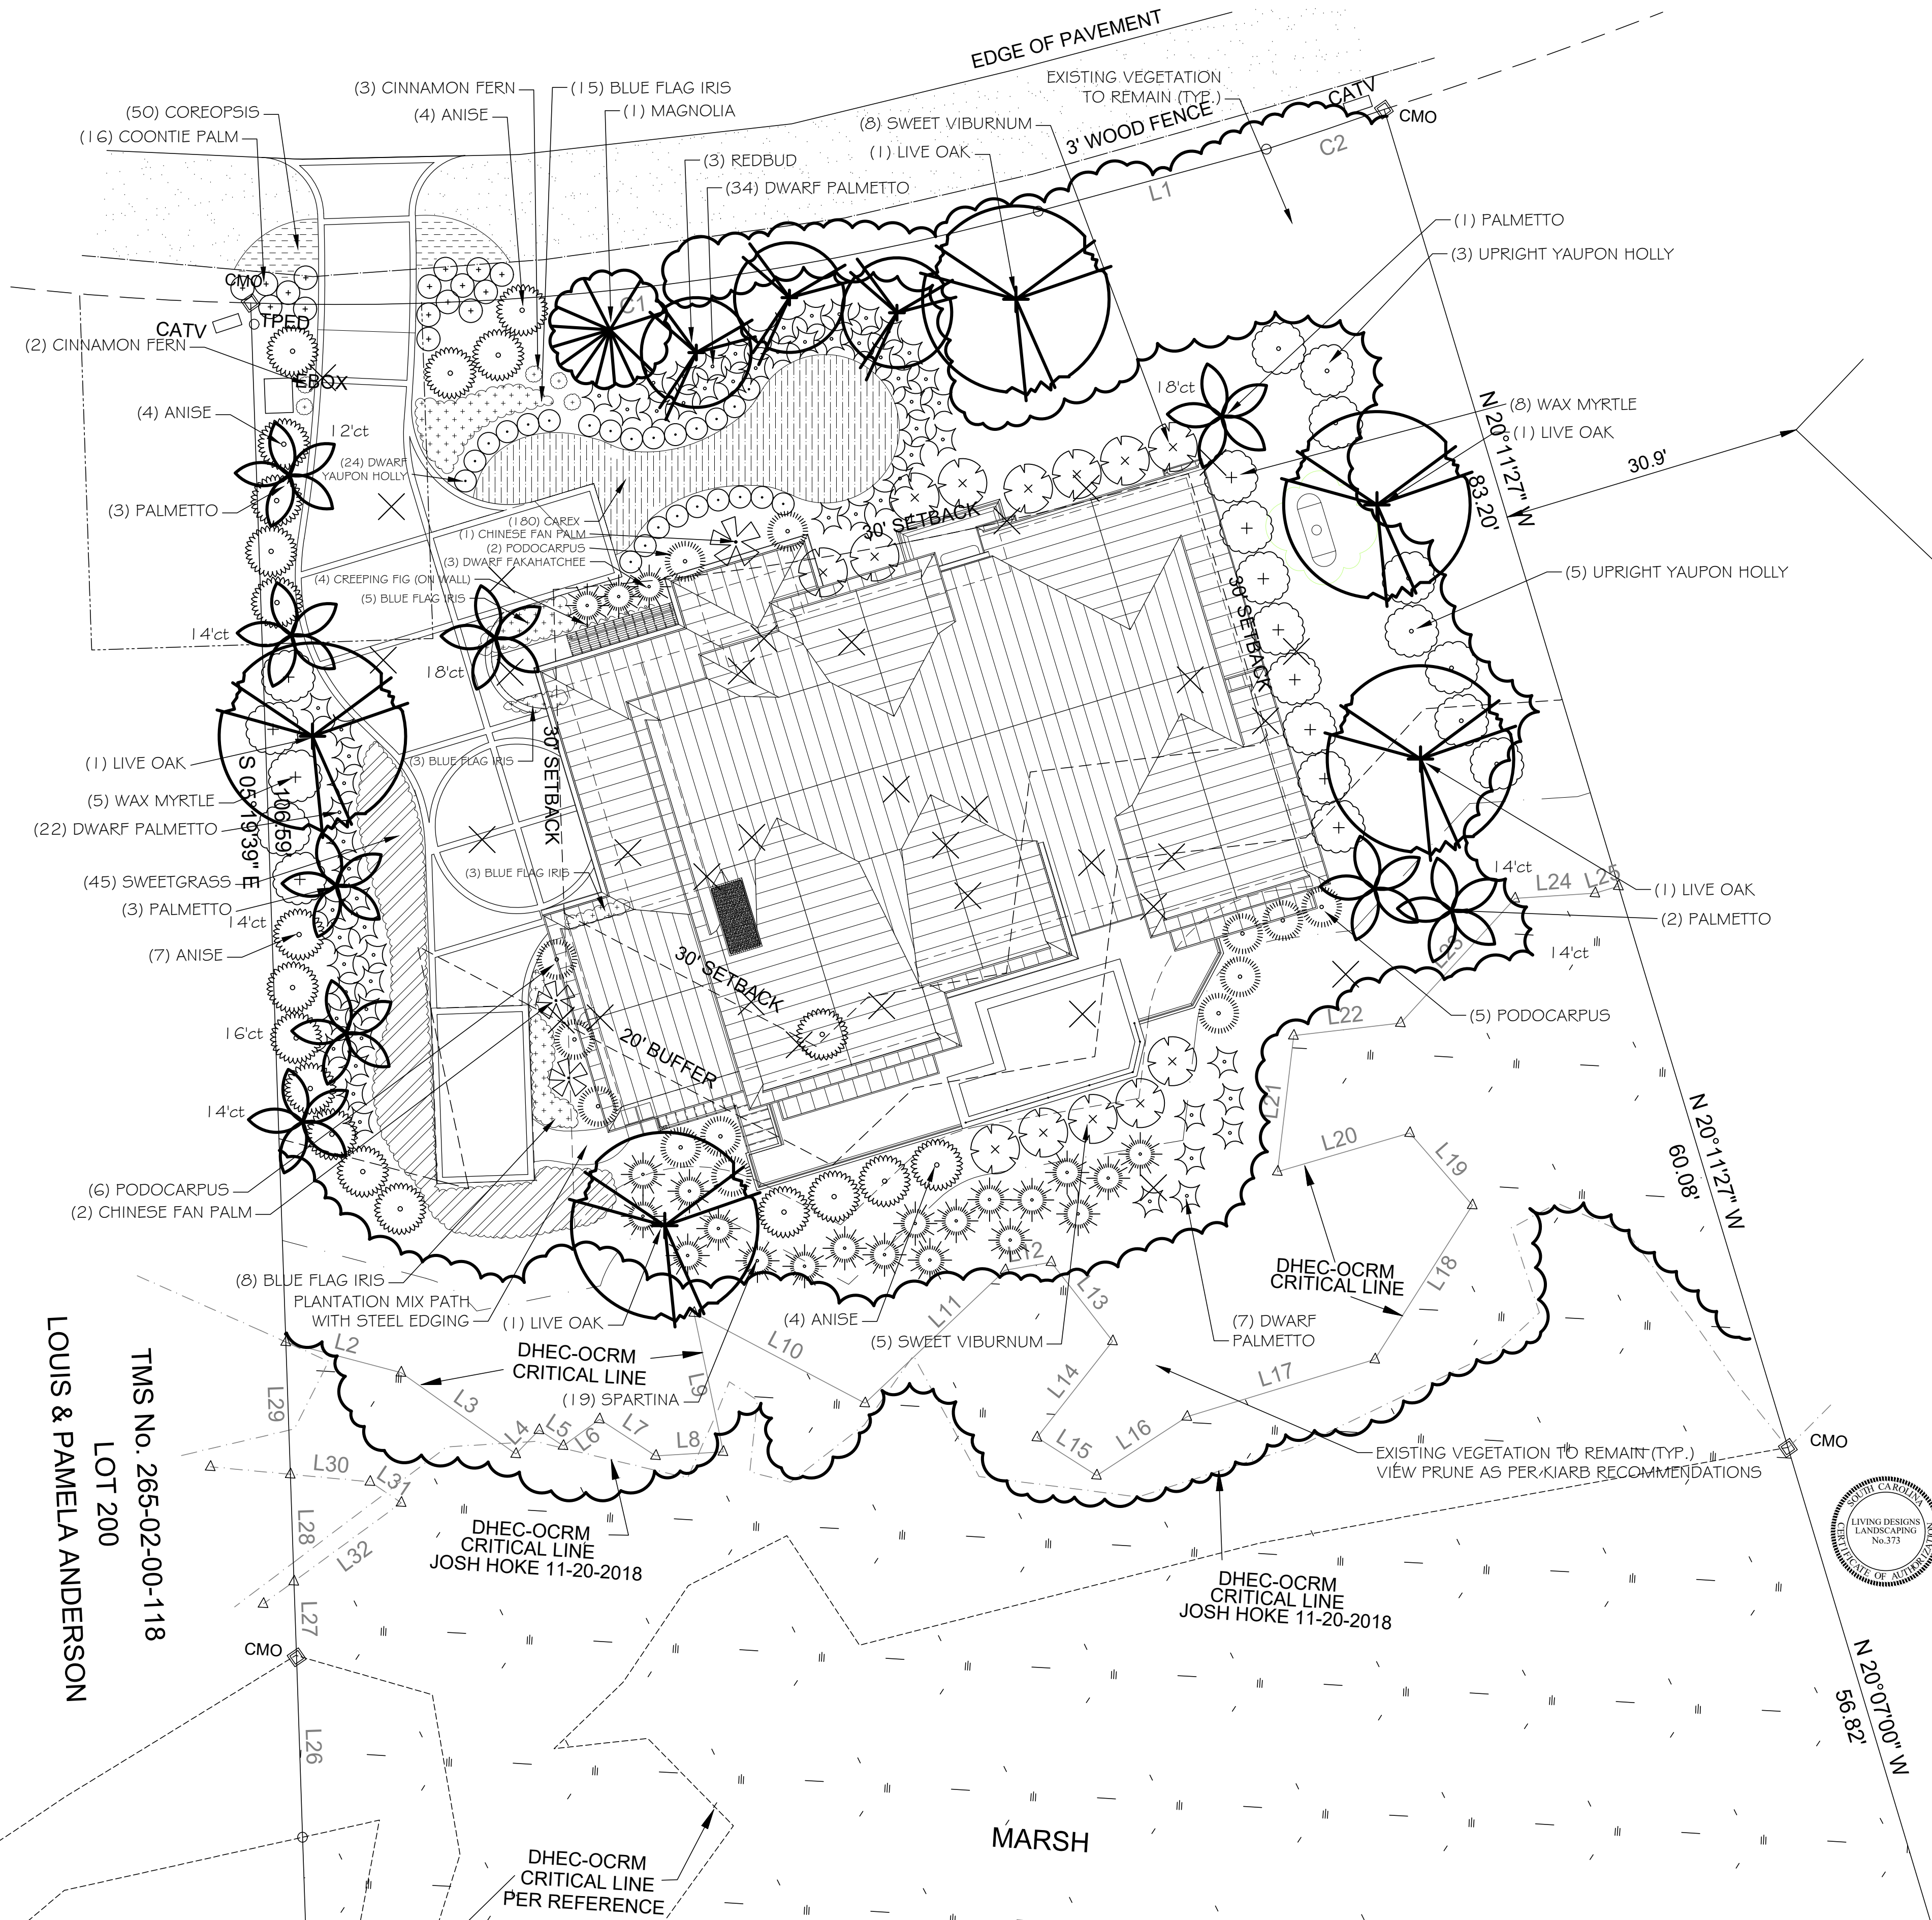 EDGE OF PAVEMENT
EXISTING VEGETATION
TO REMAIN (TYP.)
CATV
CMO
3' WOOD FENCE
C2
L1
(3) CINNAMON FERN
(15) BLUE FLAG IRIS
(50) COREOPSIS
(4) ANISE
(1) MAGNOLIA
(16) COONTIE PALM
(8) SWEET VIBURNUM
(1) LIVE OAK
(3) REDBUD
(34) DWARF PALMETTO
(1) PALMETTO
(3) UPRIGHT YAUPON HOLLY
CMO
C1
CATV
TPED
(2) CINNAMON FERN
EBOX
18'ct
(4) ANISE
12'ct
(8) WAX MYRTLE
(1) LIVE OAK
N 20°11'27" W
83.20'
30.9'
(24) DWARF
YAUPON HOLLY
(3) PALMETTO
(180) CAREX
(1) CHINESE FAN PALM
(2) PODOCARPUS
(3) DWARF FAKAHATCHEE
(4) CREEPING FIG (ON WALL)
(5) BLUE FLAG IRIS
30' SETBACK
30' SETBACK
(5) UPRIGHT YAUPON HOLLY
14'ct
18'ct
(1) LIVE OAK
S 05°19'39" E
106.59'
30' SETBACK
(3) BLUE FLAG IRIS
(5) WAX MYRTLE
(22) DWARF PALMETTO
(45) SWEETGRASS
(3) BLUE FLAG IRIS
(3) PALMETTO
14'ct
(7) ANISE
14'ct
L24
L25
(1) LIVE OAK
(2) PALMETTO
14'ct
L23
30' SETBACK
20' BUFFER
16'ct
L22
(5) PODOCARPUS
14'ct
L21
L20
L19
N 20°11'27" W
60.08'
(6) PODOCARPUS
(2) CHINESE FAN PALM
(8) BLUE FLAG IRIS
PLANTATION MIX PATH
WITH STEEL EDGING
(1) LIVE OAK
L12
L13
L11
(4) ANISE
(5) SWEET VIBURNUM
(7) DWARF
PALMETTO
DHEC-OCRM
CRITICAL LINE
L18
L2
DHEC-OCRM
CRITICAL LINE
(19) SPARTINA
L10
L9
L14
L17
L29
L3
L4
L5
L6
L7
L8
L15
L16
EXISTING VEGETATION TO REMAIN (TYP.)
VIEW PRUNE AS PER KIARB RECOMMENDATIONS
CMO
L30
L31
L28
L32
DHEC-OCRM
CRITICAL LINE
JOSH HOKE 11-20-2018
DHEC-OCRM
CRITICAL LINE
JOSH HOKE 11-20-2018
SOUTH CAROLINA
LIVING DESIGNS
LANDSCAPING
No.373
CERTIFICATE OF AUTHORIZATION
TMS No. 265-02-00-118
LOT 200
LOUIS & PAMELA ANDERSON
L27
CMO
L26
N 20°07'00" W
56.82'
MARSH
DHEC-OCRM
CRITICAL LINE
PER REFERENCE